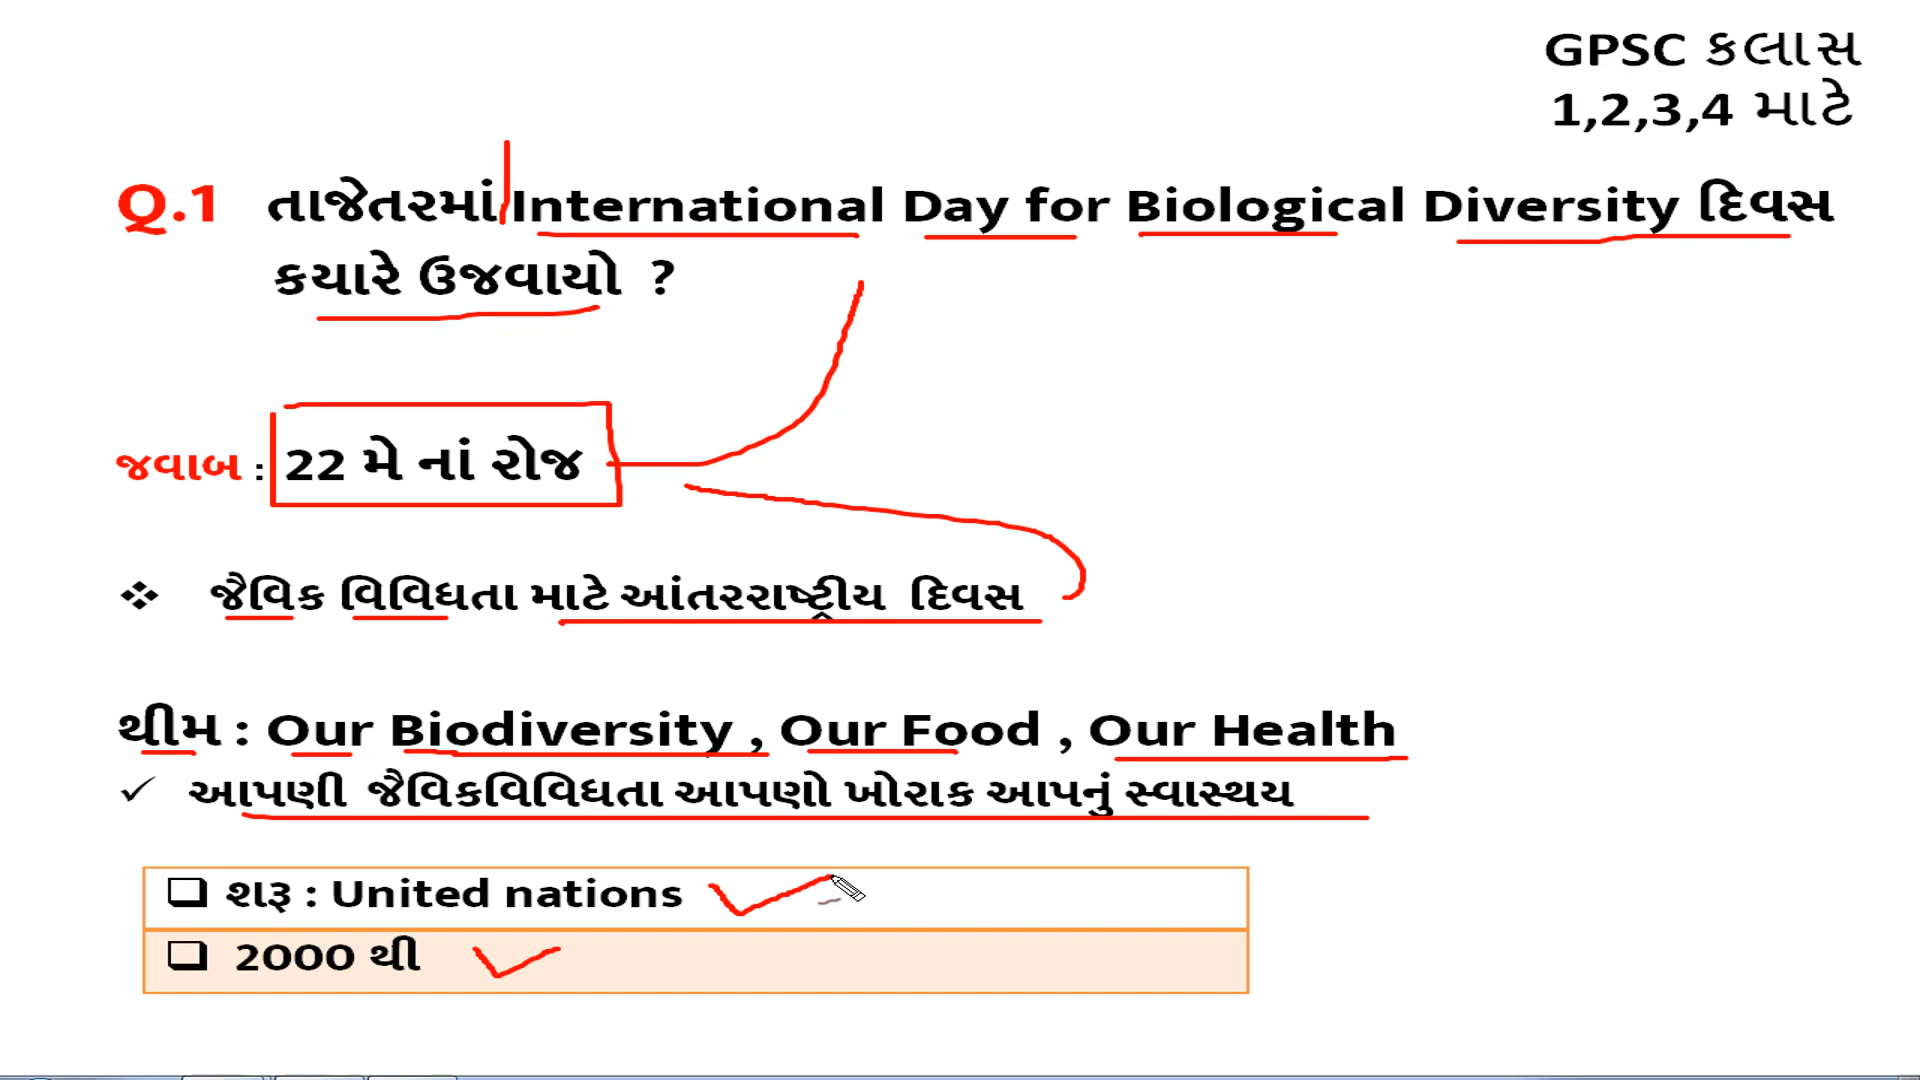 GPSC કલાસ
1,2,3,4 માટે
Q.1 તાજેતરમાં International Day for Biological Diversity દિવસ
કયારે ઉજવાયો ?
જવાબ : 22 મે નાં રોજ
❖ જૈવિક વિવિધતા માટે આંતરરાષ્ટ્રીય દિવસ
થીમ : Our Biodiversity , Our Food , Our Health
✓ આપણી જૈવિકવિવિધતા આપણો ખોરાક આપનું સ્વાસ્થય
❑ શરૂ : United nations
❑ 2000 થી